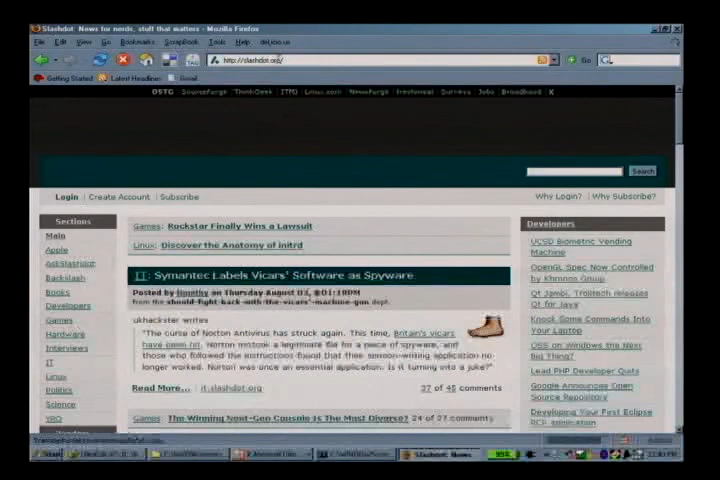 Slashdot: News for nerds, stuff that matters - Mozilla Firefox
File Edit View Go Bookmarks ScrapBook Tools Help del.icio.us
http://slashdot.org/
Go
Getting Started Latest Headlines Gmail
OSTG SourceForge ThinkGeek ITMJ Linux.com NewsForge freshmeat Surveys Jobs Broadband X
Search
Login | Create Account | Subscribe
Why Login? | Why Subscribe?
Sections
Main
Apple
AskSlashdot
Backslash
Books
Developers
Games
Hardware
Interviews
IT
Linux
Politics
Science
YRO
Games: Rockstar Finally Wins a Lawsuit
Linux: Discover the Anatomy of initrd
IT: Symantec Labels Vicars' Software as Spyware
Posted by timothy on Thursday August 03, @01:19PM
from the should-fight-back-with-the-vicars'-machine-gun dept.
ukhackster writes
"The curse of Norton Antivirus has struck again. This time, Britain's vicars
have been hit. Norton mistook a legitimate file for a piece of spyware, and
those who followed the instructions found that their sermon-writing application no-
longer worked. Norton was once an essential application. Is it turning into a joke?"
Read More... | it.slashdot.org
37 of 45 comments
Games: The Winning Next-Gen Console Is The Most Diverse? 24 of 27 comments
Developers
UCSD Biometric Vending
Machine
OpenGL Spec Now Controlled
by Khronos
Qt Jambi, Trolltech releases
Qt for Java
Knock Some Commands Into
Your Laptop
OSS on Windows the Next
Big Thing?
Lead PHP Developer Quits
Google Announces Open
Source Repository
Developing Your First Eclipse
RCP application
Slashdot: News
99%